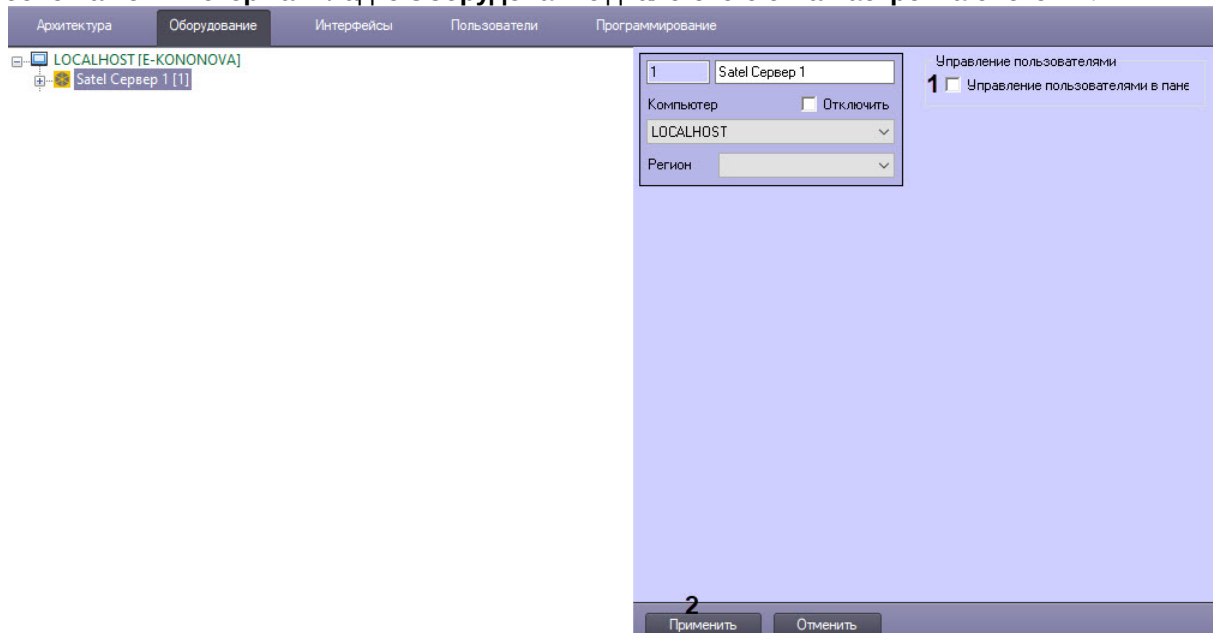 Архитектура Оборудование Интерфейсы Пользователи Программирование
LOCALHOST [E-KONONOVA]
Satel Сервер 1 [1]
1 Satel Сервер 1
Компьютер Отключить
LOCALHOST
Регион
Управление пользователями
1 Управление пользователями в пане
2
Применить Отменить